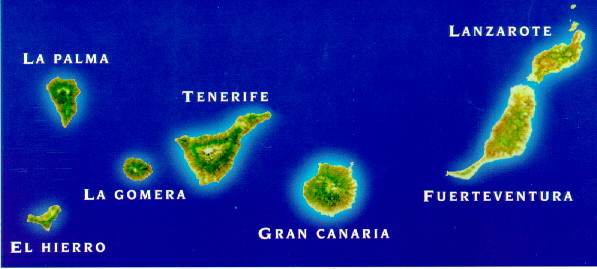 LANZAROTE
LA PALMA
TENERIFE
LA GOMERA
FUERTEVENTURA
GRAN CANARIA
EL HIERRO